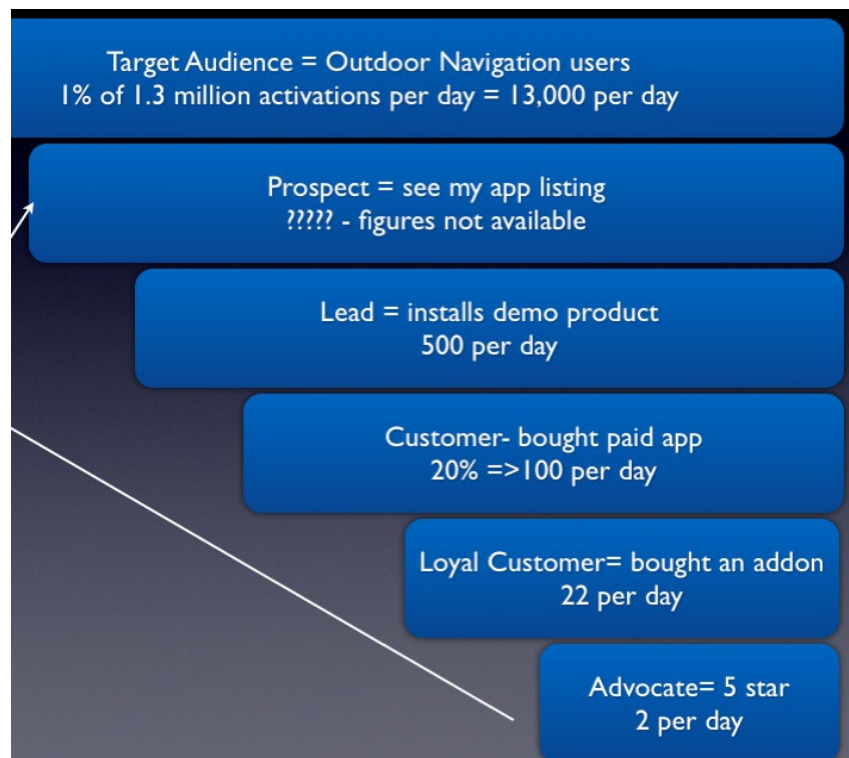 Target Audience = Outdoor Navigation users
1% of 1.3 million activations per day = 13,000 per day
Prospect = see my app listing
????? - figures not available
Lead = installs demo product
500 per day
Customer- bought paid app
20% =>100 per day
Loyal Customer= bought an addon
22 per day
Advocate= 5 star
2 per day